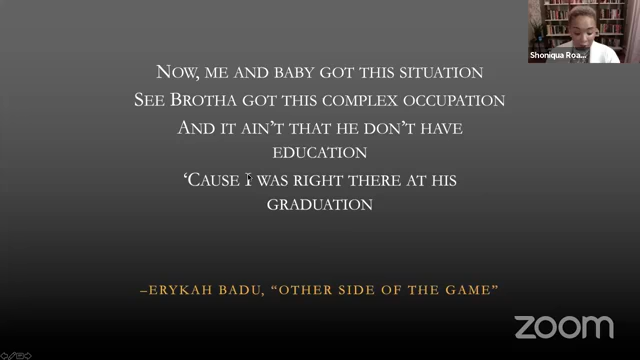 Shoniqua Roa...
NOW, ME AND BABY GOT THIS SITUATION
SEE BROTHA GOT THIS COMPLEX OCCUPATION
AND IT AIN'T THAT HE DON'T HAVE
EDUCATION
‘CAUSE I WAS RIGHT THERE AT HIS
GRADUATION
–ERYKAH BADU, “OTHER SIDE OF THE GAME”
zoom